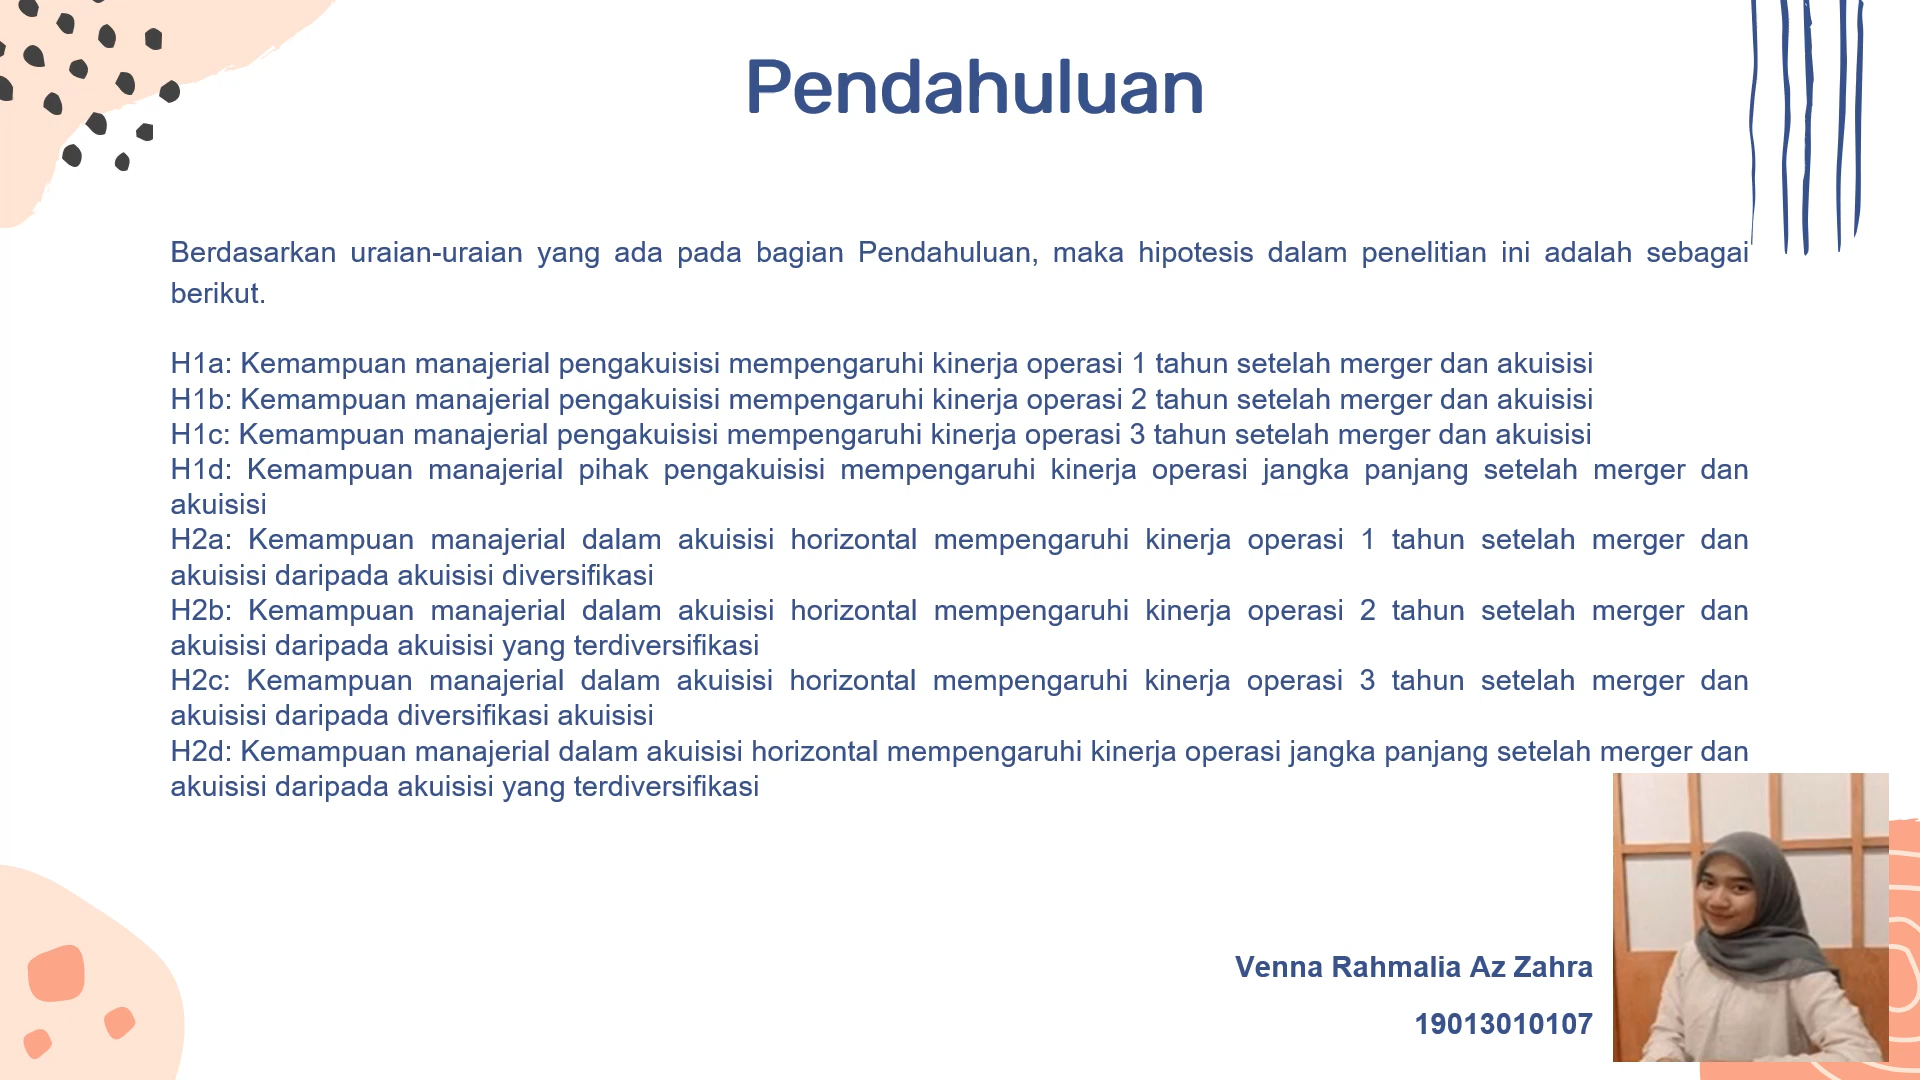 Pendahuluan
Berdasarkan uraian-uraian yang ada pada bagian Pendahuluan, maka hipotesis dalam penelitian ini adalah sebagai
berikut.
H1a: Kemampuan manajerial pengakuisisi mempengaruhi kinerja operasi 1 tahun setelah merger dan akuisisi
H1b: Kemampuan manajerial pengakuisisi mempengaruhi kinerja operasi 2 tahun setelah merger dan akuisisi
H1c: Kemampuan manajerial pengakuisisi mempengaruhi kinerja operasi 3 tahun setelah merger dan akuisisi
H1d: Kemampuan manajerial pihak pengakuisisi mempengaruhi kinerja operasi jangka panjang setelah merger dan
akuisisi
H2a: Kemampuan manajerial dalam akuisisi horizontal mempengaruhi kinerja operasi 1 tahun setelah merger dan
akuisisi daripada akuisisi diversifikasi
H2b: Kemampuan manajerial dalam akuisisi horizontal mempengaruhi kinerja operasi 2 tahun setelah merger dan
akuisisi daripada akuisisi yang terdiversifikasi
H2c: Kemampuan manajerial dalam akuisisi horizontal mempengaruhi kinerja operasi 3 tahun setelah merger dan
akuisisi daripada diversifikasi akuisisi
H2d: Kemampuan manajerial dalam akuisisi horizontal mempengaruhi kinerja operasi jangka panjang setelah merger dan
akuisisi daripada akuisisi yang terdiversifikasi
Venna Rahmalia Az Zahra
19013010107